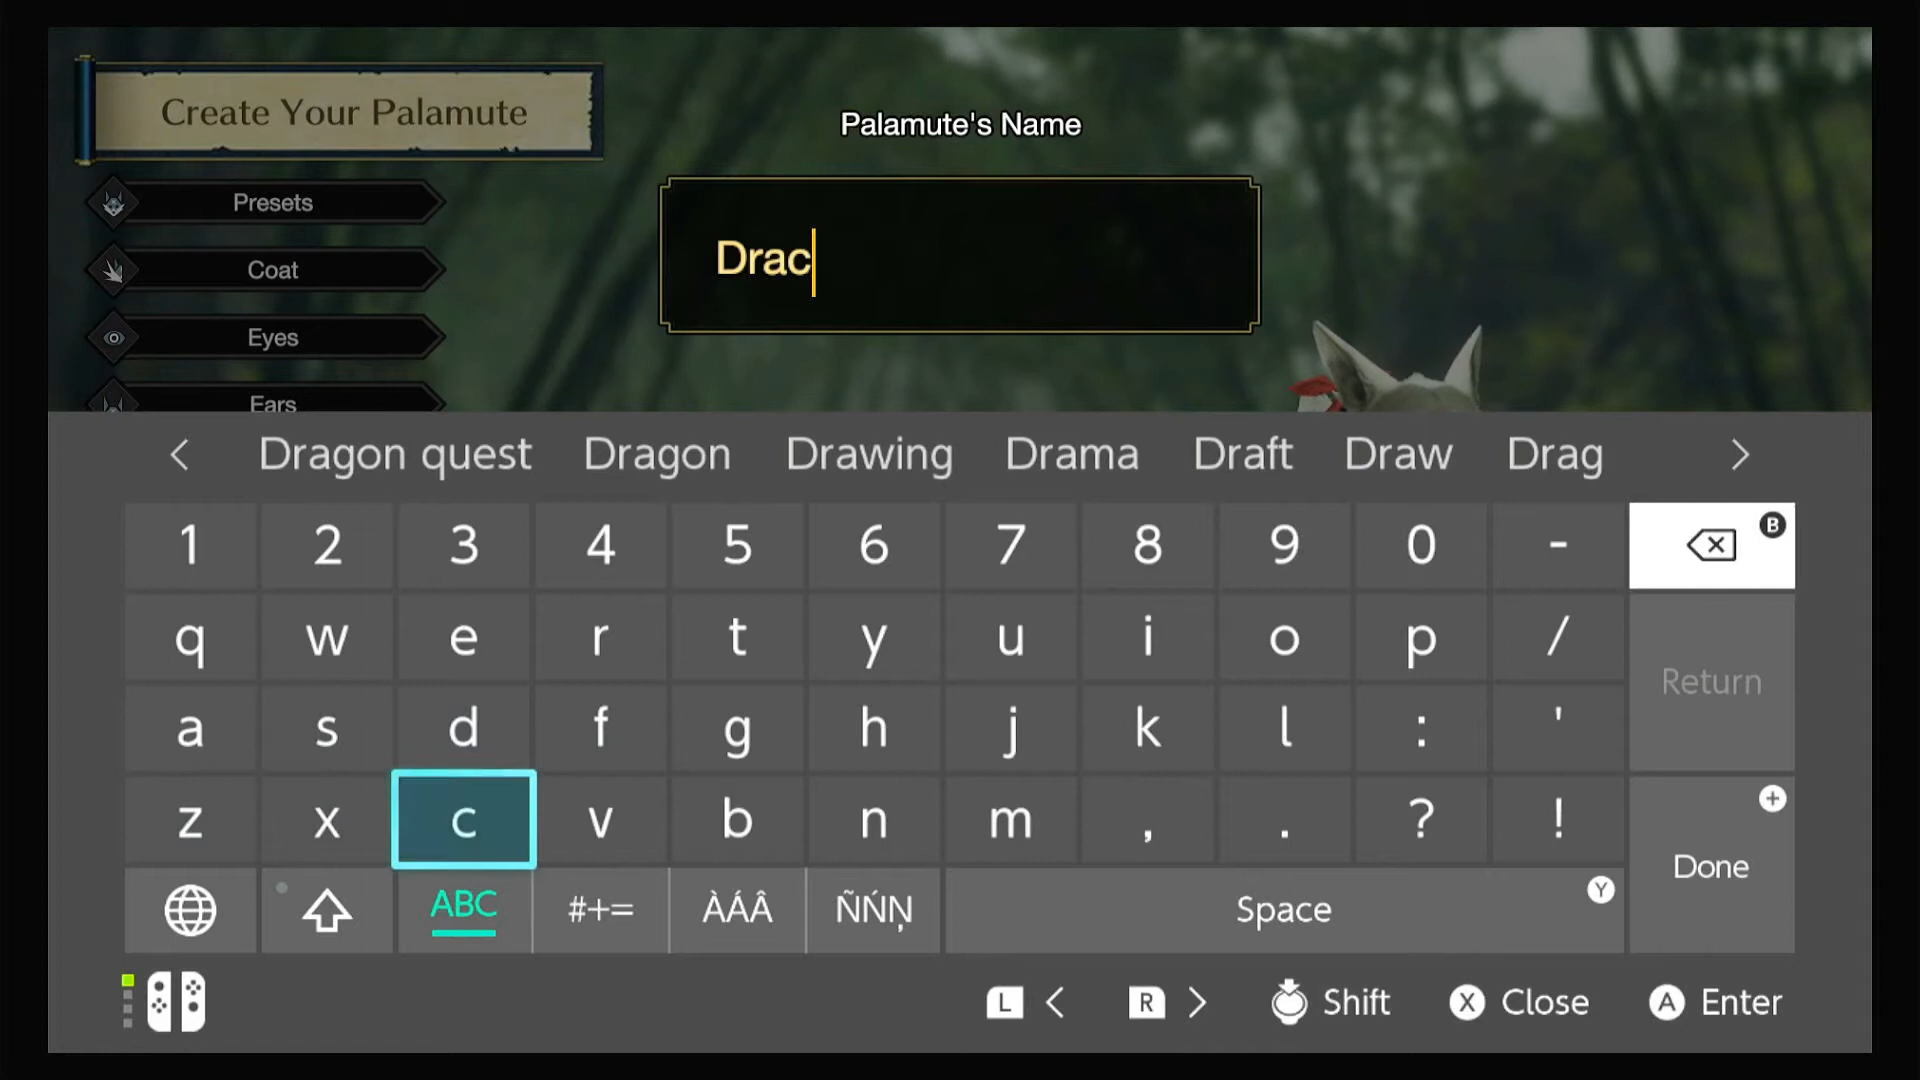 Create Your Palamute
Palamute's Name
Presets
Drac
Coat
Eyes
Ears
Dragon quest Dragon Drawing Drama Draft Draw Drag
1 2 3 4 5 6 7 8 9 0 - B
q w e r t y u i o p / Return
a s d f g h j k l : '
z x c v b n m , . ? ! + Done
ABC #+= ÀÁÂ ÑŃŅ Space Y
L < R > Shift X Close A Enter